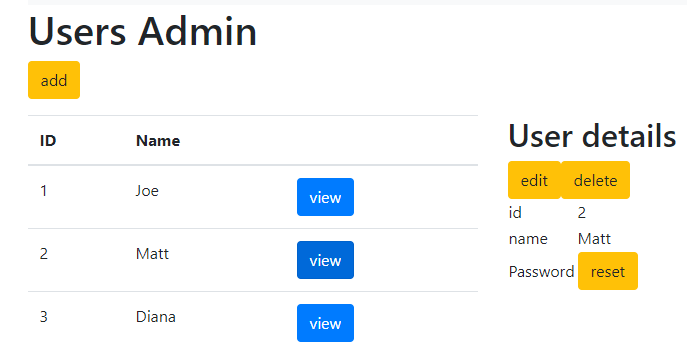 Users Admin
add
ID Name
1 Joe view
2 Matt view
3 Diana view
User details
edit delete
id 2
name Matt
Password reset